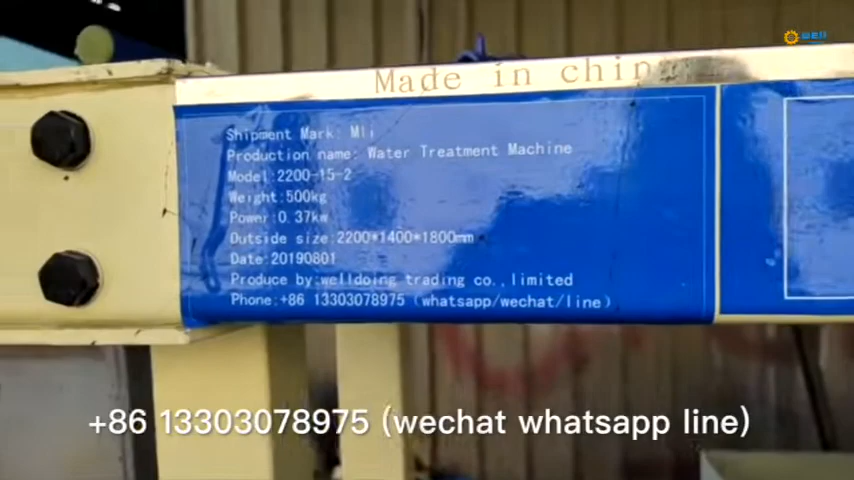 well
Made in china
Shipment Mark: Mli
Production name: Water Treatment Machine
Model:2200-15-2
Weight:500kg
Power:0.37kw
Outside size:2200*1400*1800mm
Date:20190801
Produce by:welldoing trading co.,limited
Phone:+86 13303078975 (whatsapp/wechat/line)
+86 13303078975 (wechat whatsapp line)